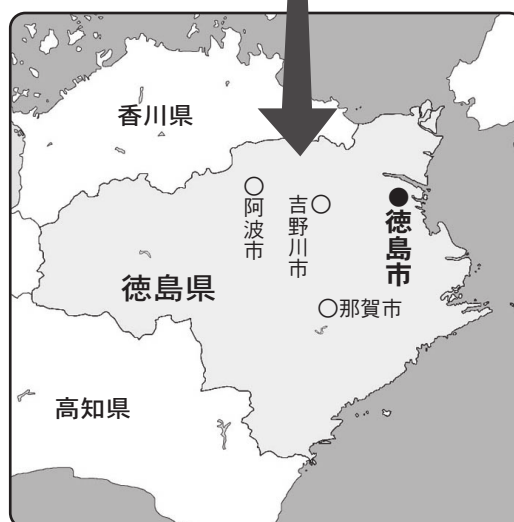 香川県
阿波市
吉野川市
徳島市
徳島県
那賀市
高知県